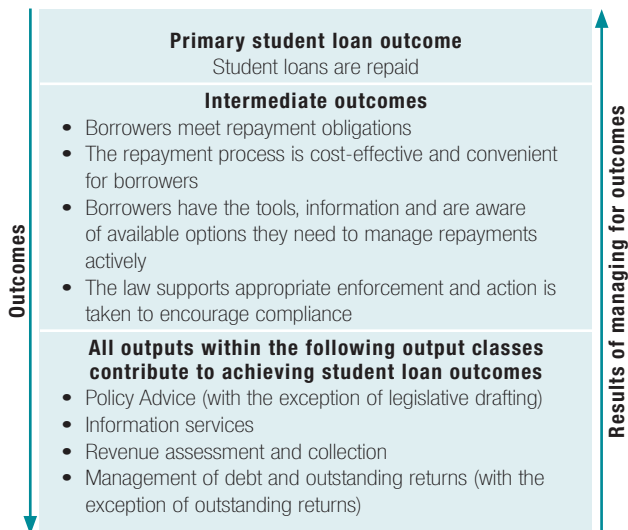 Primary student loan outcome
Student loans are repaid
Intermediate outcomes
• Borrowers meet repayment obligations
• The repayment process is cost-effective and convenient
for borrowers
• Borrowers have the tools, information and are aware
of available options they need to manage repayments
actively
• The law supports appropriate enforcement and action is
taken to encourage compliance
All outputs within the following output classes
contribute to achieving student loan outcomes
• Policy Advice (with the exception of legislative drafting)
• Information services
• Revenue assessment and collection
• Management of debt and outstanding returns (with the
exception of outstanding returns)
Outcomes
Results of managing for outcomes